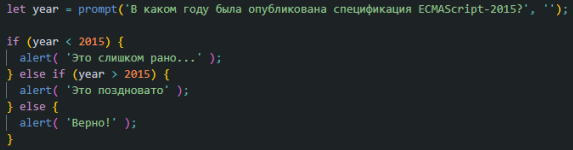 let year = prompt('В каком году была опубликована спецификация ECMAScript-2015?', '');

if (year < 2015) {
  alert( 'Это слишком рано...' );
} else if (year > 2015) {
  alert( 'Это поздновато' );
} else {
  alert( 'Верно!' );
}